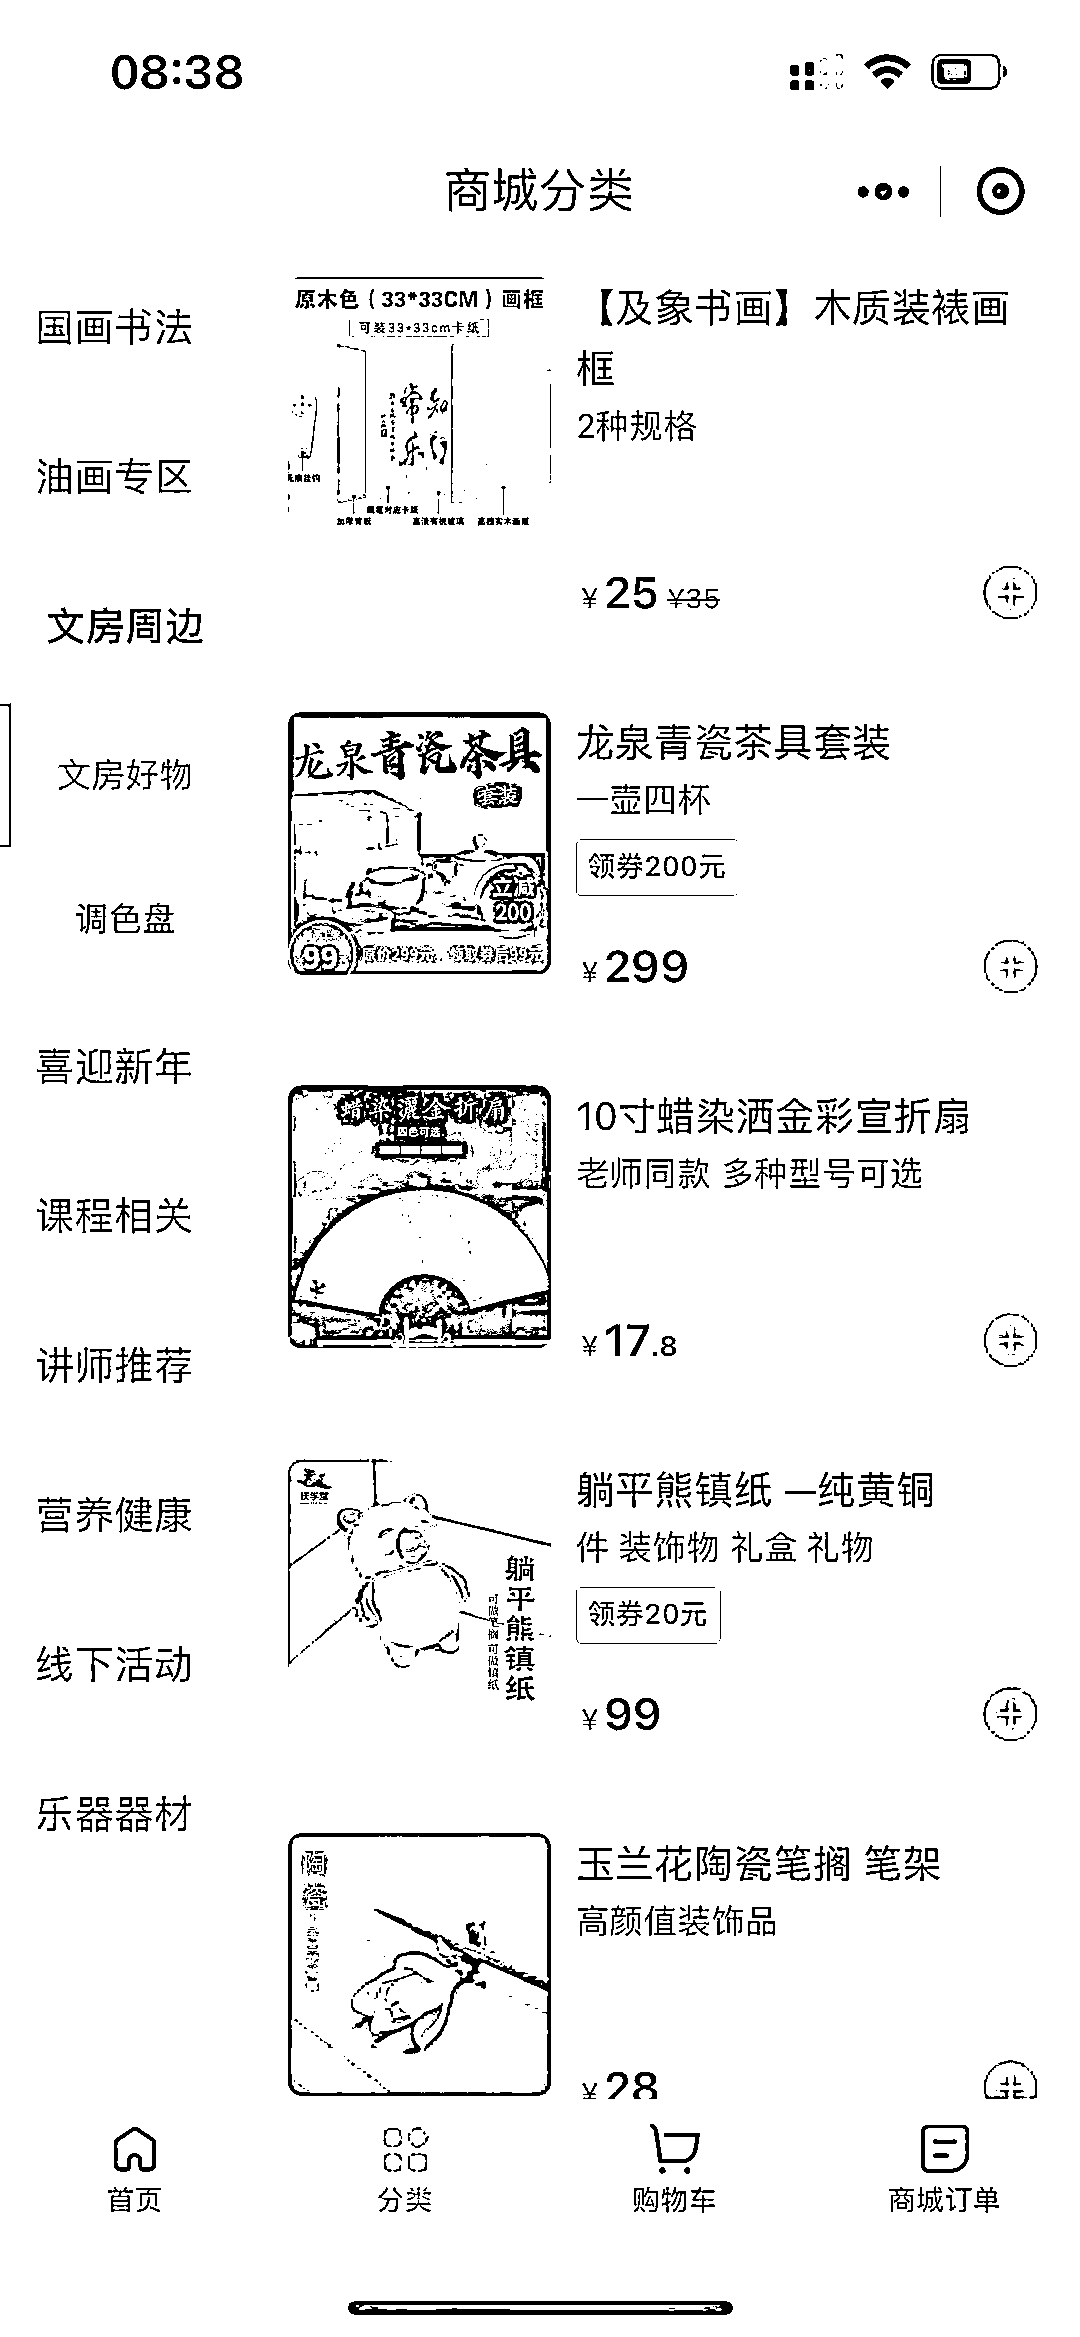 08:38
商城分类
国画书法
油画专区
文房周边
文房好物
调色盘
喜迎新年
课程相关
讲师推荐
营养健康
线下活动
乐器器材
原木色（33*33CM）画框
可装33*33cm卡纸
知足常乐
【及象书画】木质装裱画
框
2种规格
¥25 ¥35
龙泉青瓷茶具
套装
立减
200
99
原价299元，领取券后99元
龙泉青瓷茶具套装
一壶四杯
领券200元
¥299
蜡染洒金折扇
四色可选
10寸蜡染洒金彩宣折扇
老师同款 多种型号可选
¥17.8
躺平熊镇纸
可做笔搁 可做镇纸
躺平熊镇纸 一纯黄铜
件 装饰物 礼盒 礼物
领券20元
¥99
陶瓷
玉兰花陶瓷笔搁 笔架
高颜值装饰品
¥28
首页
分类
购物车
商城订单